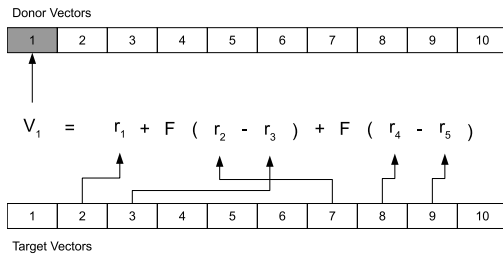 Donor Vectors
1 2 3 4 5 6 7 8 9 10
V₁ = r₁ + F ( r₂ - r₃ ) + F ( r₄ - r₅ )
1 2 3 4 5 6 7 8 9 10
Target Vectors